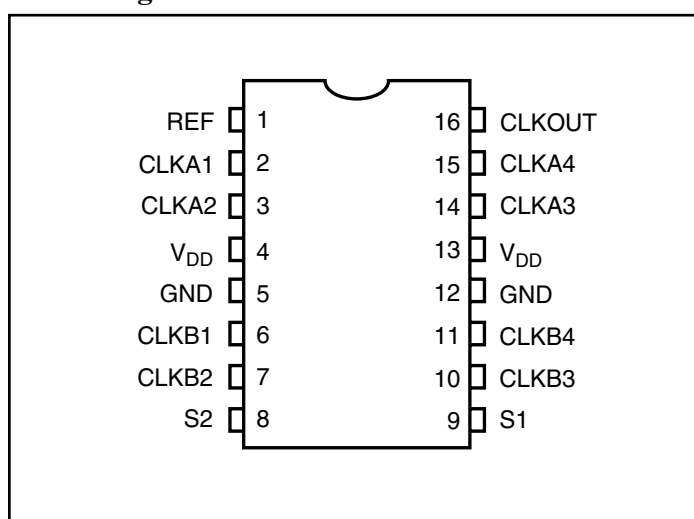 REF 1 16 CLKOUT
CLKA1 2 15 CLKA4
CLKA2 3 14 CLKA3
VDD 4 13 VDD
GND 5 12 GND
CLKB1 6 11 CLKB4
CLKB2 7 10 CLKB3
S2 8 9 S1